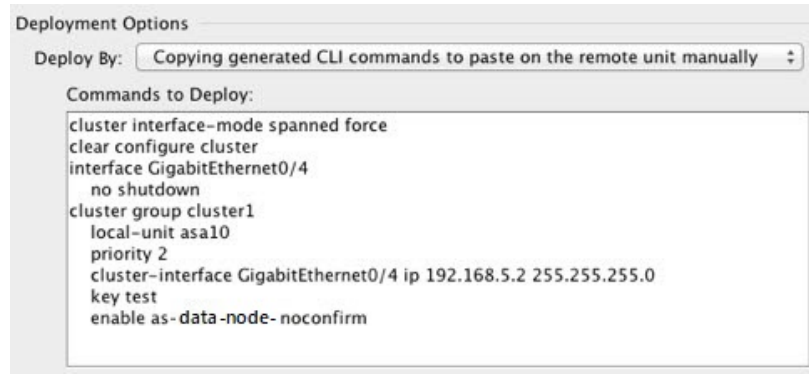 Deployment Options
Deploy By: Copying generated CLI commands to paste on the remote unit manually
Commands to Deploy:
cluster interface-mode spanned force
clear configure cluster
interface GigabitEthernet0/4
no shutdown
cluster group cluster1
local-unit asa10
priority 2
cluster-interface GigabitEthernet0/4 ip 192.168.5.2 255.255.255.0
key test
enable as-data-node-noconfirm